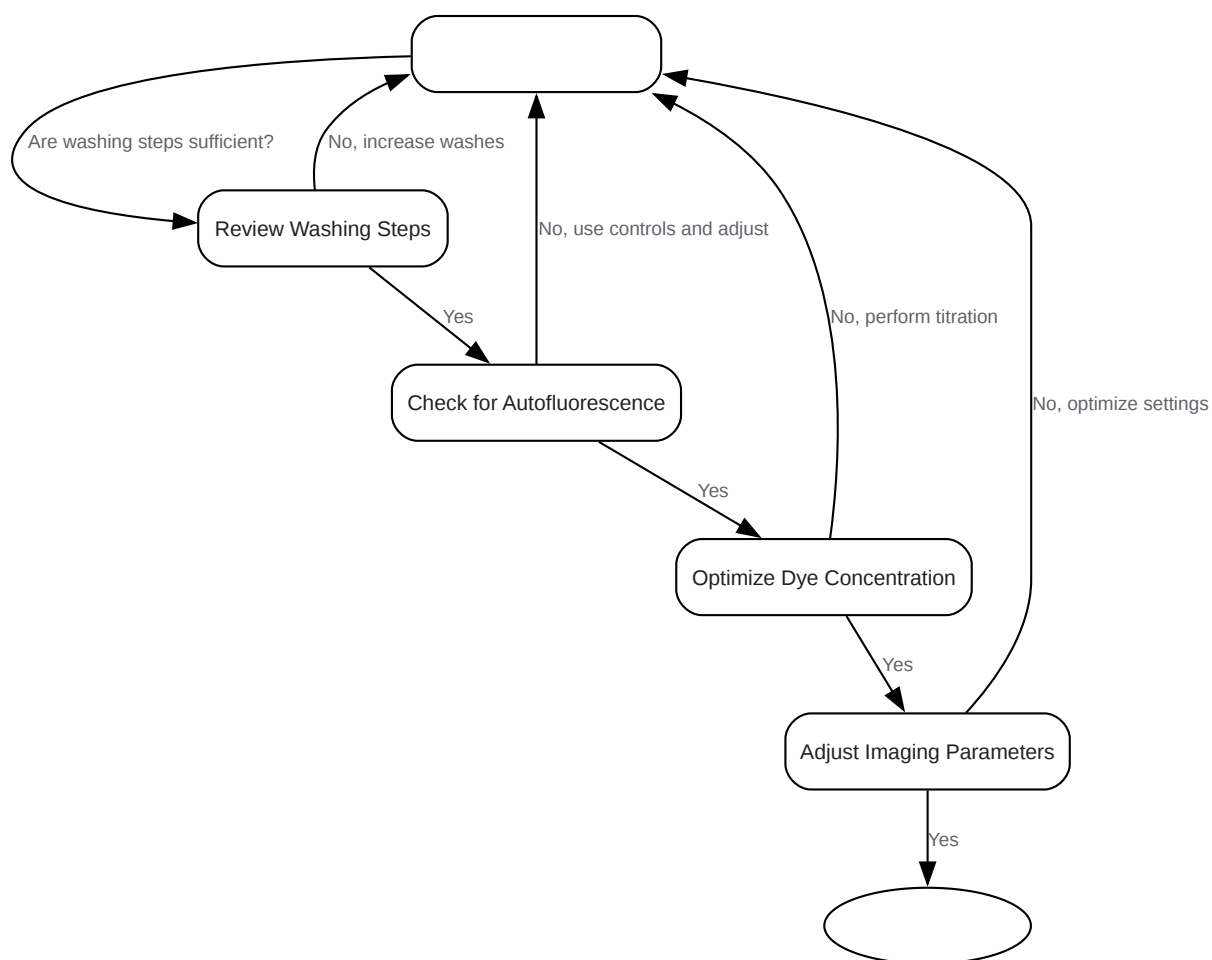 Are washing steps sufficient?
No, increase washes
Review Washing Steps
No, use controls and adjust
Yes
No, perform titration
Check for Autofluorescence
No, optimize settings
Yes
Optimize Dye Concentration
Yes
Adjust Imaging Parameters
Yes